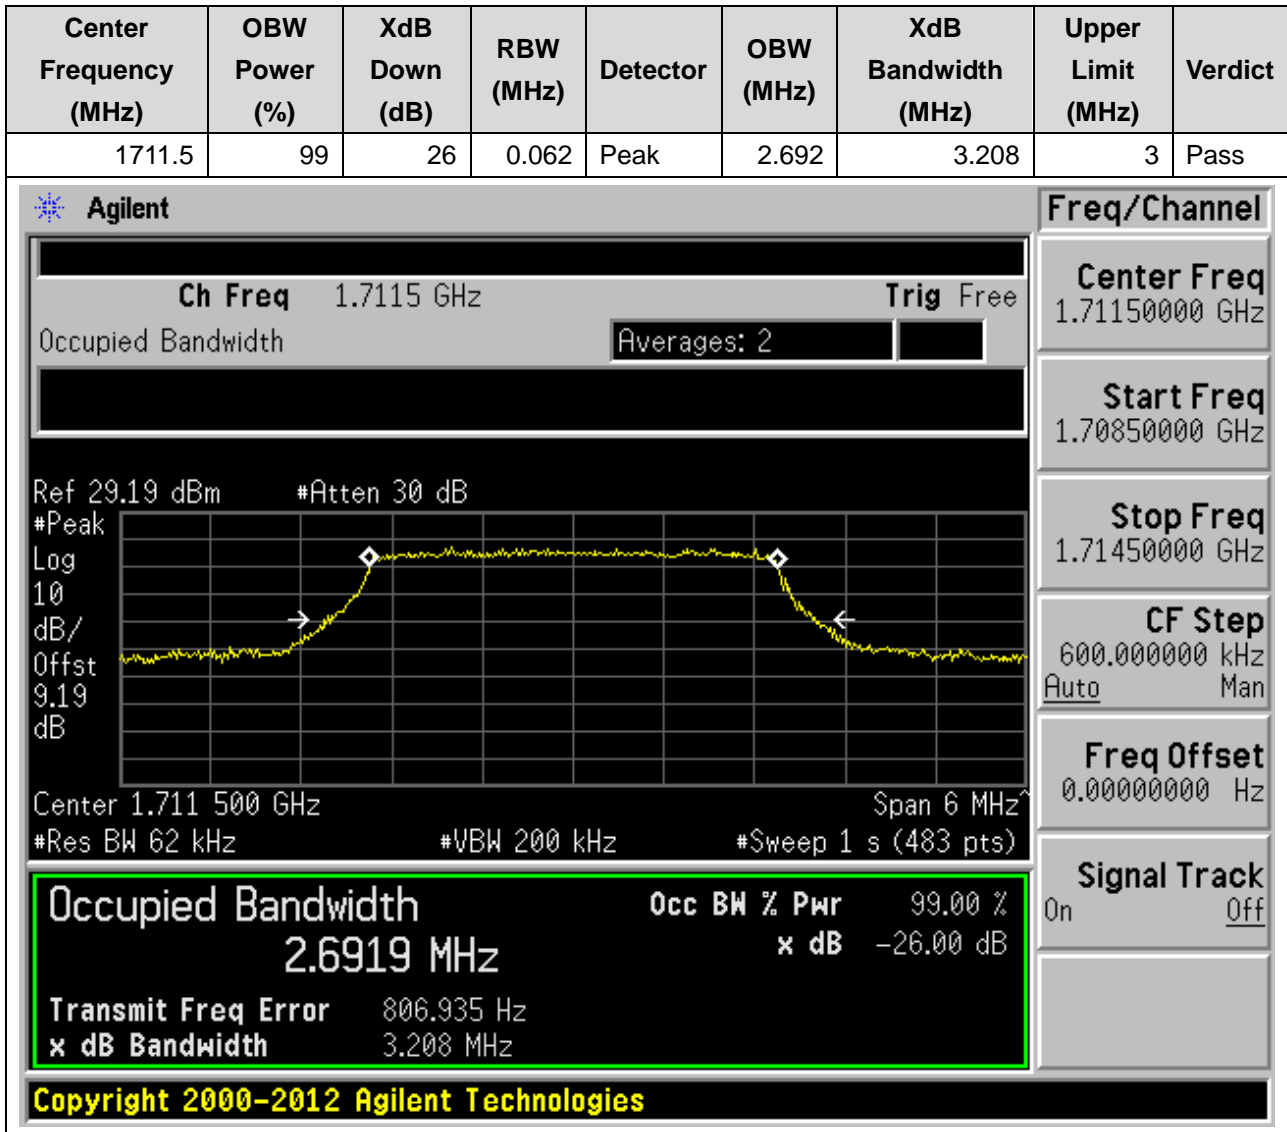 Center Frequency (MHz) OBW Power (%) XdB Down (dB) RBW (MHz) Detector OBW (MHz) XdB Bandwidth (MHz) Upper Limit (MHz) Verdict
1711.5 99 26 0.062 Peak 2.692 3.208 3 Pass
Agilent
Freq/Channel
Ch Freq 1.7115 GHz Trig Free
Occupied Bandwidth Averages: 2
Center Freq
1.71150000 GHz
Start Freq
1.70850000 GHz
Stop Freq
1.71450000 GHz
CF Step
600.000000 kHz
Auto Man
Freq Offset
0.00000000 Hz
Signal Track
On Off
Ref 29.19 dBm #Atten 30 dB
#Peak
Log
10
dB/
Offst
9.19
dB
Center 1.711 500 GHz Span 6 MHz^
#Res BW 62 kHz #VBW 200 kHz #Sweep 1 s (483 pts)
Occupied Bandwidth Occ BW % Pwr 99.00 %
2.6919 MHz x dB -26.00 dB
Transmit Freq Error 806.935 Hz
x dB Bandwidth 3.208 MHz
Copyright 2000-2012 Agilent Technologies